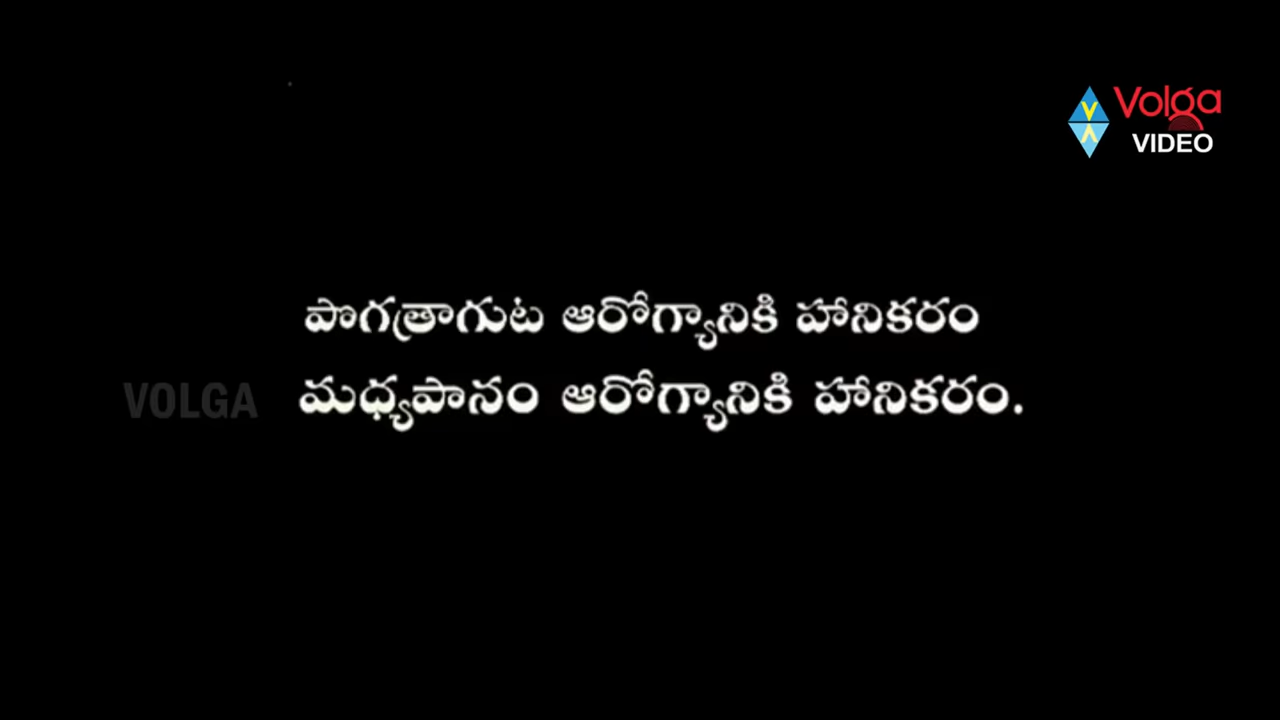 Volga
VIDEO
పొగత్రాగుట ఆరోగ్యానికి హానికరం
VOLGA మధ్యపానం ఆరోగ్యానికి హానికరం.